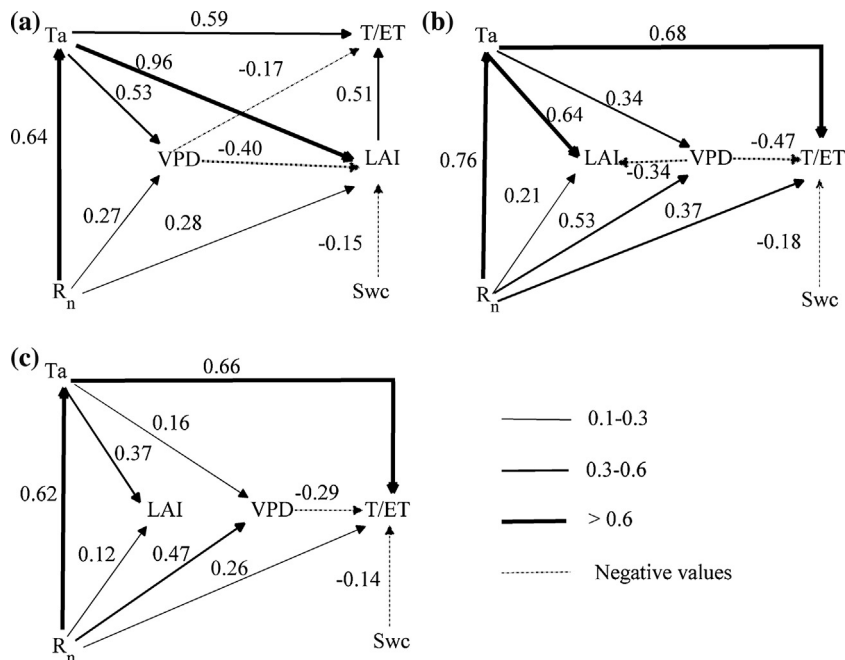 (a)
Ta
0.59
T/ET
0.96
-0.17
0.53
0.51
0.64
VPD
-0.40
LAI
0.27
0.28
-0.15
Rn
Swc
(b)
Ta
0.68
0.34
0.64
-0.47
LAI
VPD
T/ET
0.76
-0.34
0.21
0.53
0.37
-0.18
Rn
Swc
(c)
Ta
0.66
0.16
0.37
0.62
-0.29
LAI
VPD
T/ET
0.12
0.47
0.26
-0.14
Rn
Swc
0.1-0.3
0.3-0.6
> 0.6
Negative values